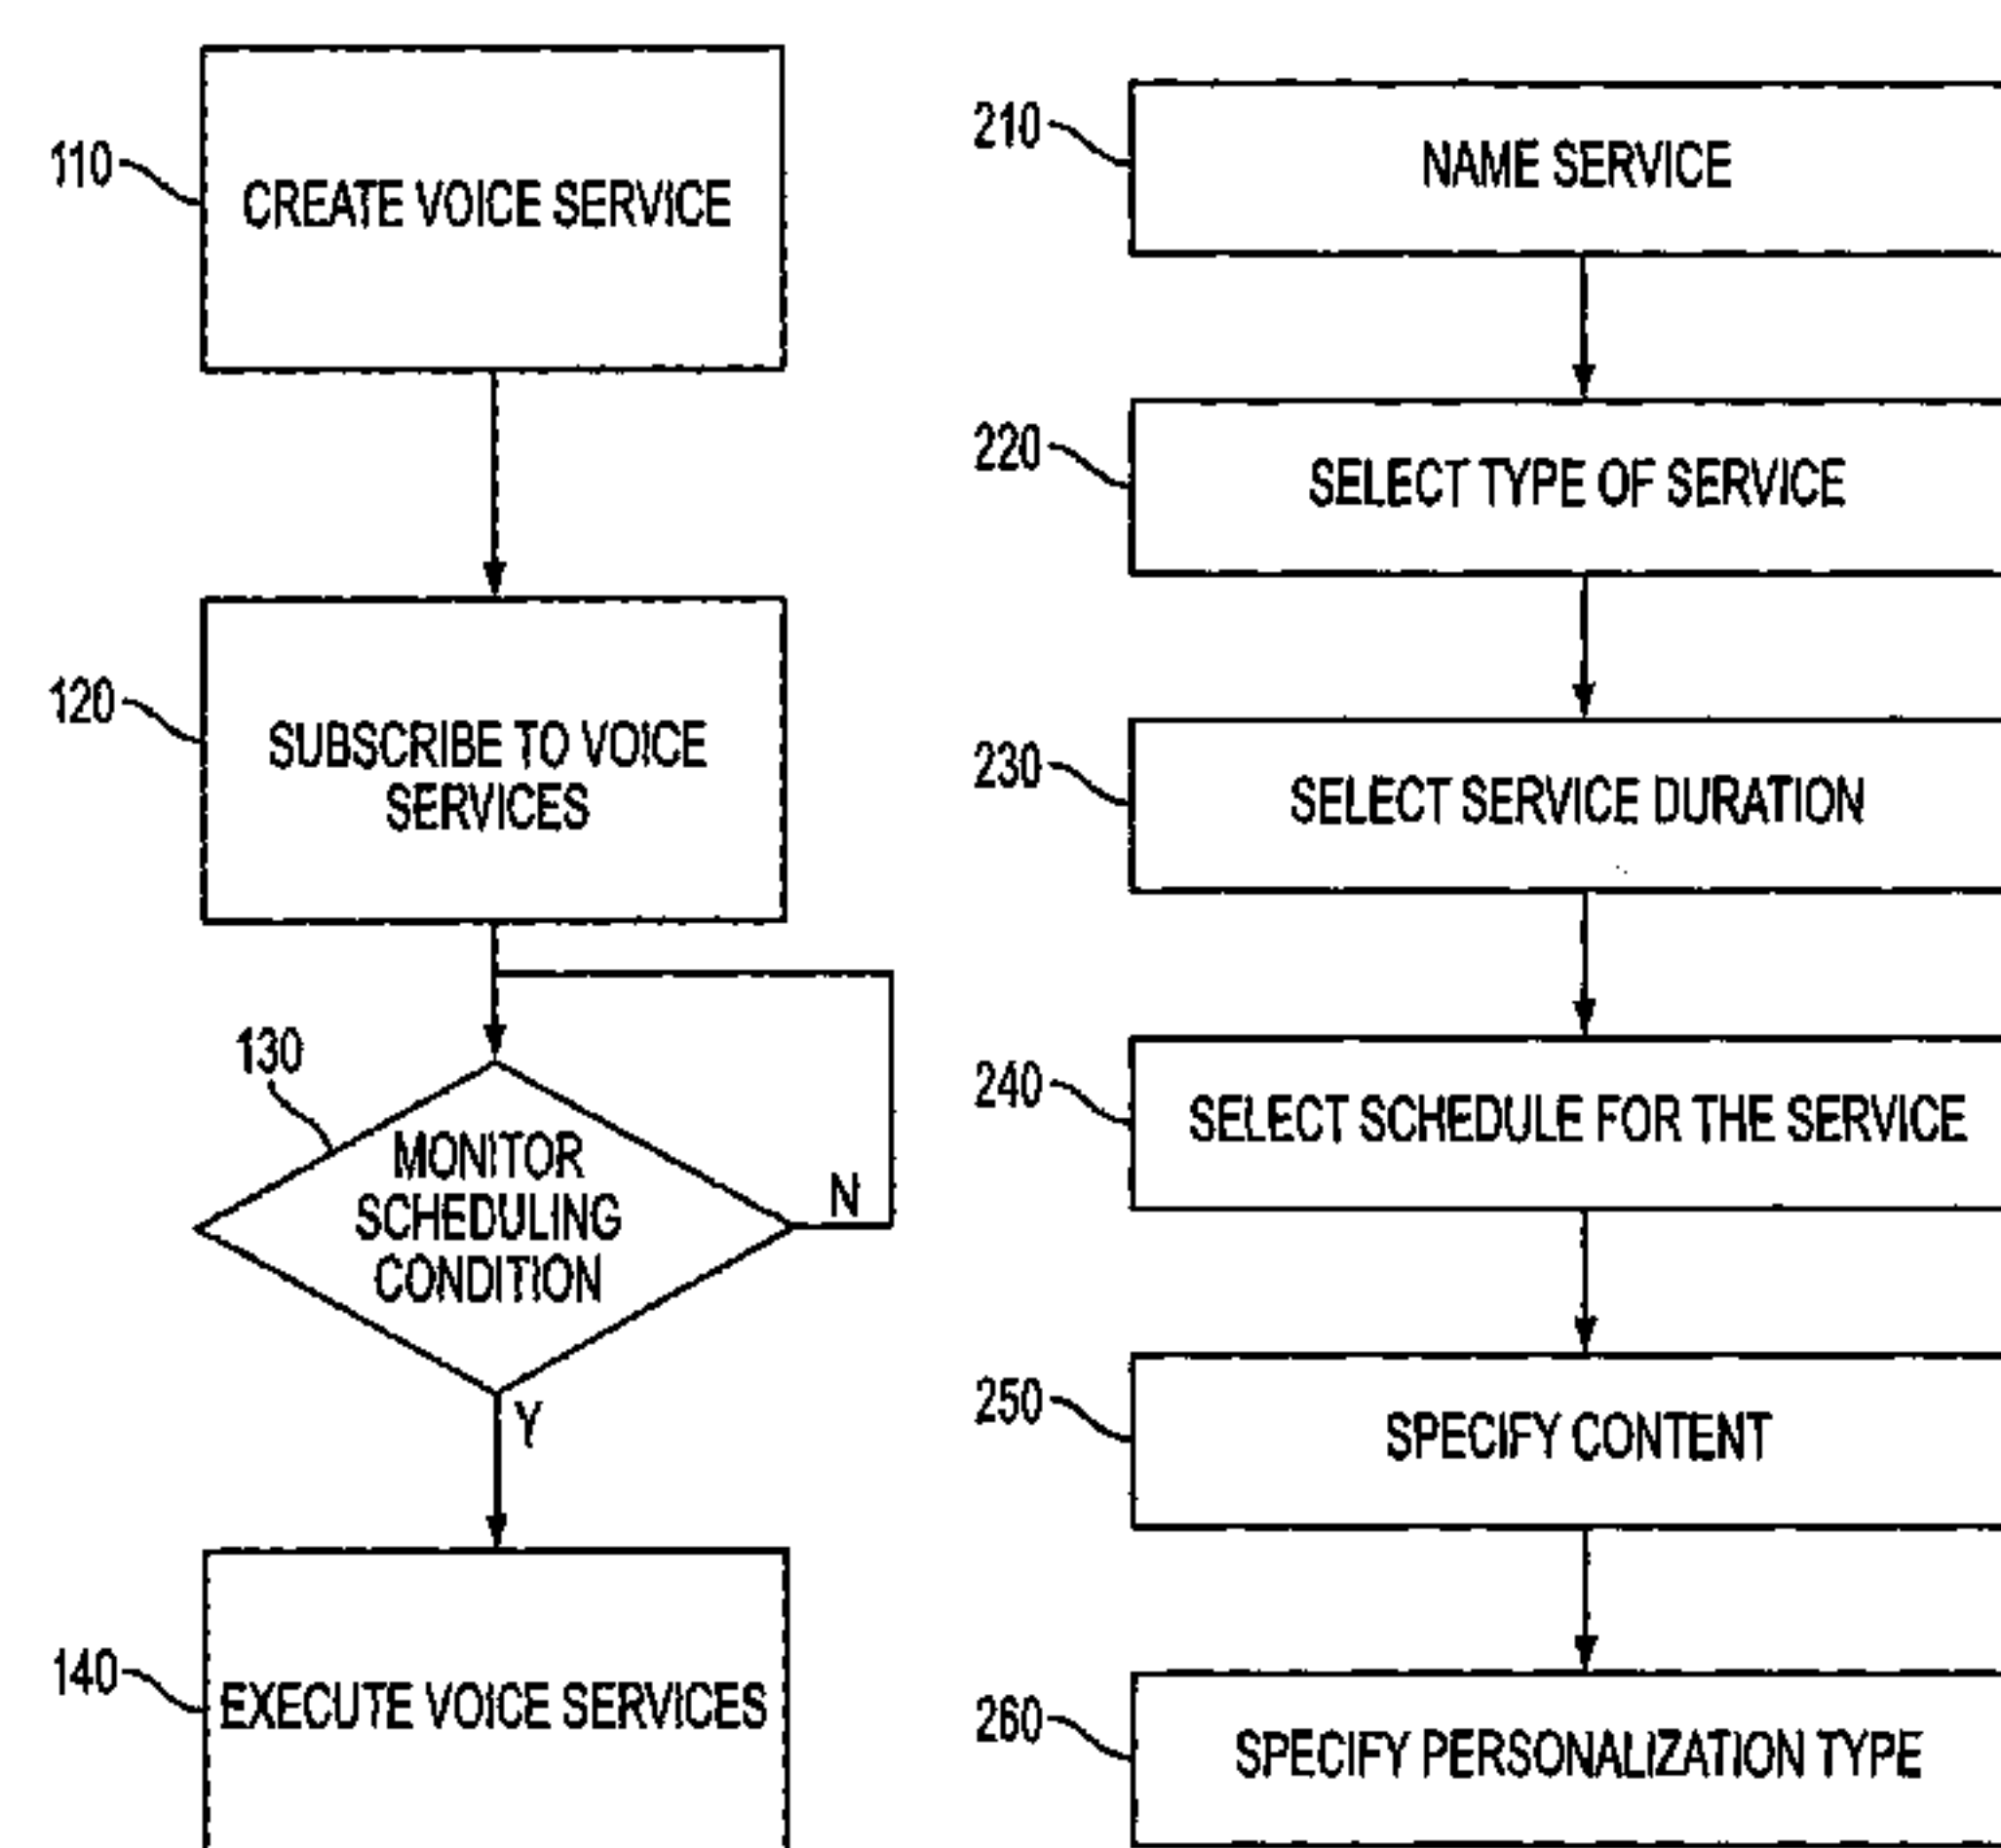 110
CREATE VOICE SERVICE
120
SUBSCRIBE TO VOICE
SERVICES
130
MONITOR
SCHEDULING
CONDITION
N
Y
140
EXECUTE VOICE SERVICES
210
NAME SERVICE
220
SELECT TYPE OF SERVICE
230
SELECT SERVICE DURATION
240
SELECT SCHEDULE FOR THE SERVICE
250
SPECIFY CONTENT
260
SPECIFY PERSONALIZATION TYPE